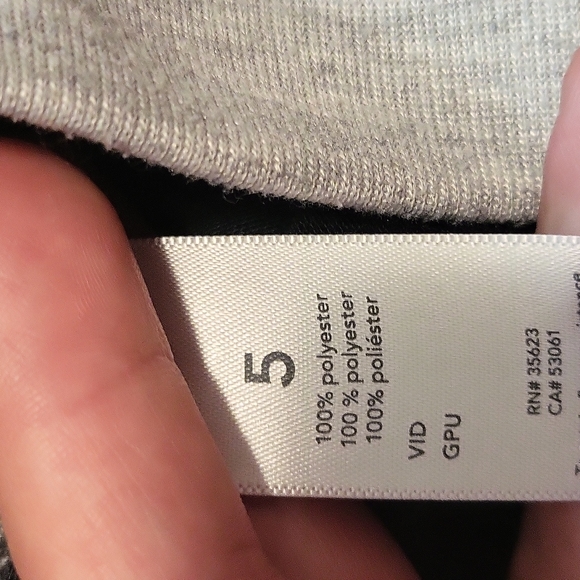 5
100% polyester
100 % polyester
100% poliéster
VID
GPU
RN# 35623
CA# 53061